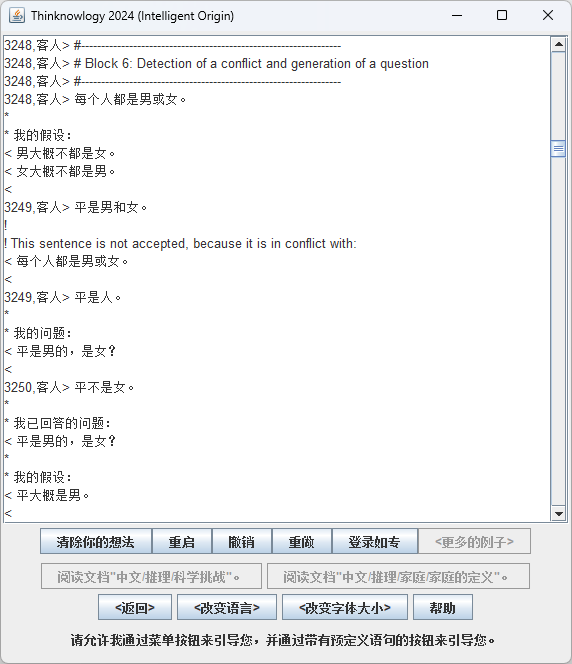 Thinknowlogy 2024 (Intelligent Origin)
3248,客人> #----------------------------------------------------------------
3248,客人> # Block 6: Detection of a conflict and generation of a question
3248,客人> #----------------------------------------------------------------
3248,客人> 每个人都是男或女。
*
* 我的假设：
< 男大概不都是女。
< 女大概不都是男。
<
3249,客人> 平是男和女。
!
! This sentence is not accepted, because it is in conflict with:
< 每个人都是男或女。
<
3249,客人> 平是人。
*
* 我的问题：
< 平是男的，是女？
<
3250,客人> 平不是女。
*
* 我已回答的问题：
< 平是男的，是女？
*
* 我的假设：
< 平大概是男。
<
清除你的想法 重启 撤销 重做 登录如专 <更多的例子>
阅读文档"中文/推理/科学挑战"。 阅读文档"中文/推理/家庭/家庭的定义"。
<返回> <改变语言> <改变字体大小> 帮助
请允许我通过菜单按钮来引导您，并通过带有预定义语句的按钮来引导您。